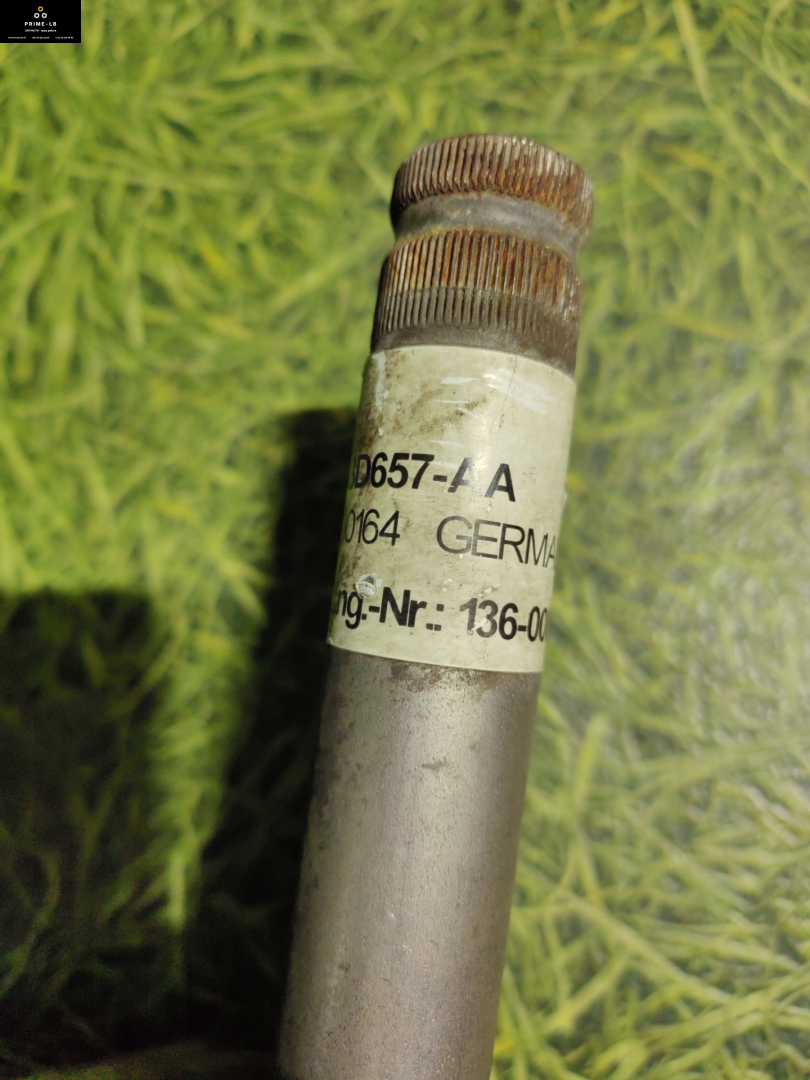 PRIME-LB
D657-AA
0164 GERMA
ng.-Nr.: 136-00